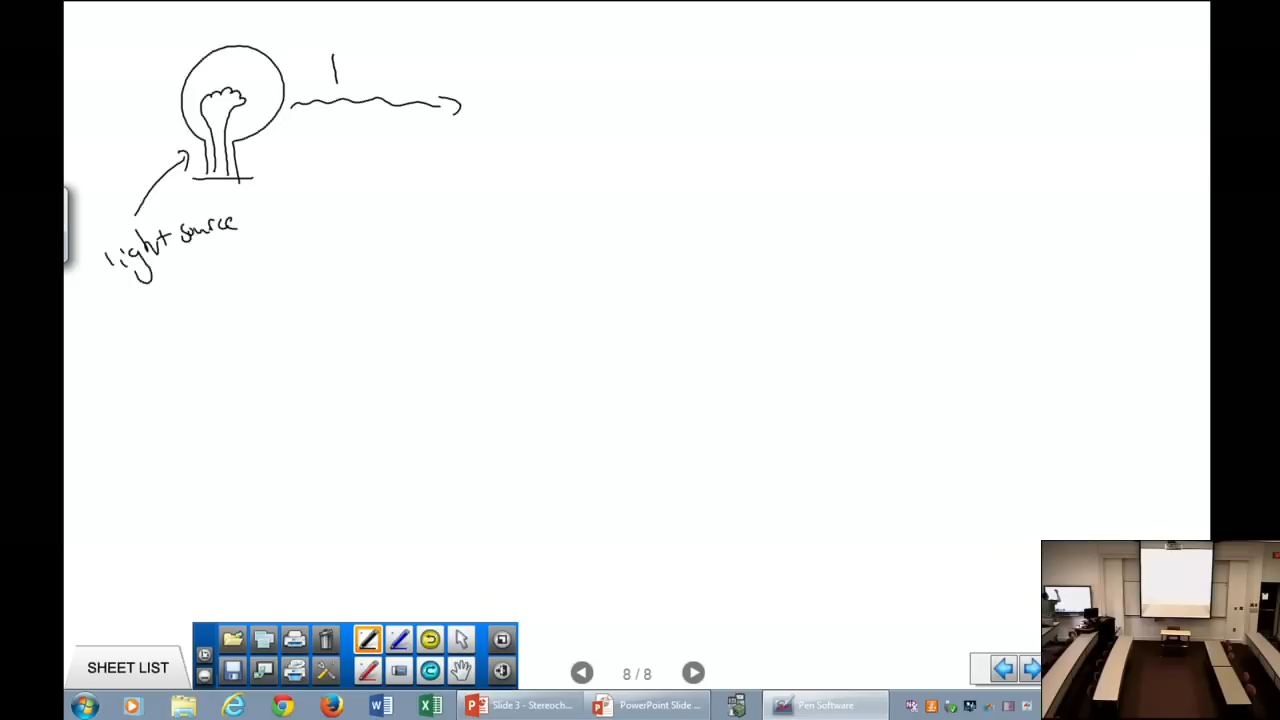 light source
8 / 8
SHEET LIST
Slide 3 - Stereoch...
PowerPoint Slide ...
Pen Software